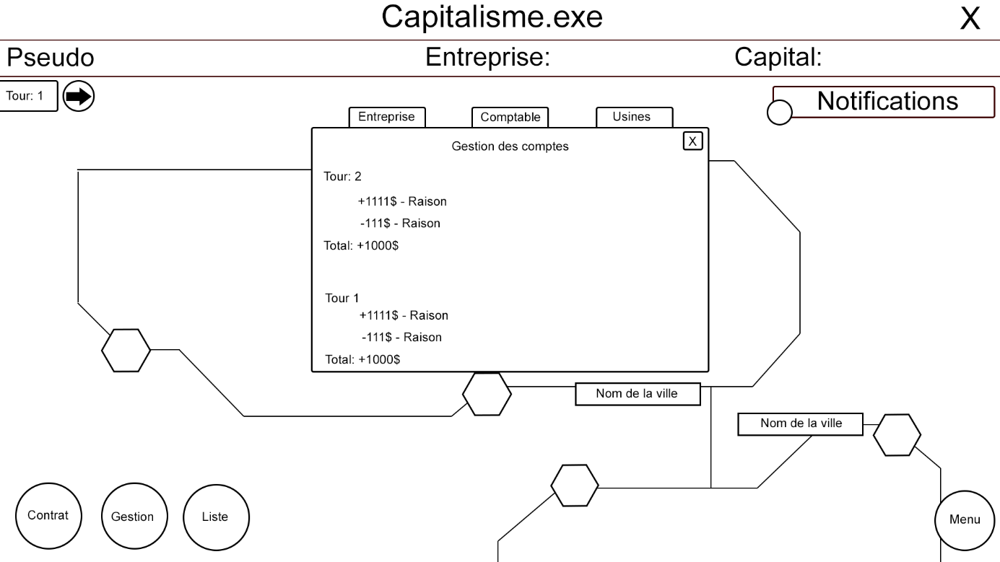 Capitalisme.exe
X
Pseudo
Entreprise:
Capital:
Tour: 1
Notifications
Entreprise
Comptable
Usines
Gestion des comptes
X
Tour: 2
+1111$ - Raison
-111$ - Raison
Total: +1000$
Tour 1
+1111$ - Raison
-111$ - Raison
Total: +1000$
Nom de la ville
Nom de la ville
Contrat
Gestion
Liste
Menu